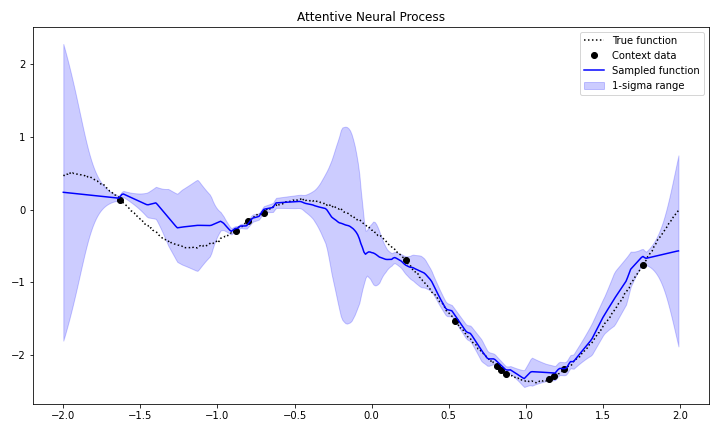 Attentive Neural Process
True function
Context data
Sampled function
1-sigma range
2
1
0
−1
−2
−2.0 −1.5 −1.0 −0.5 0.0 0.5 1.0 1.5 2.0